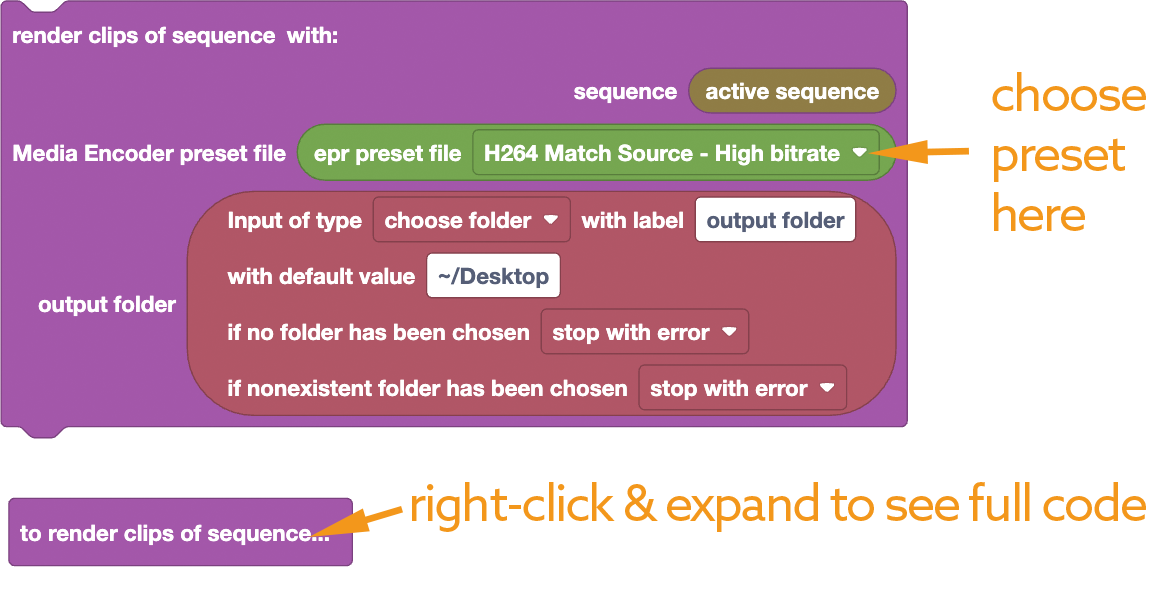 render clips of sequence with:
sequence active sequence
Media Encoder preset file epr preset file H264 Match Source - High bitrate
choose
preset
here
Input of type choose folder with label output folder
with default value ~/Desktop
output folder
if no folder has been chosen stop with error
if nonexistent folder has been chosen stop with error
to render clips of sequence...
right-click & expand to see full code